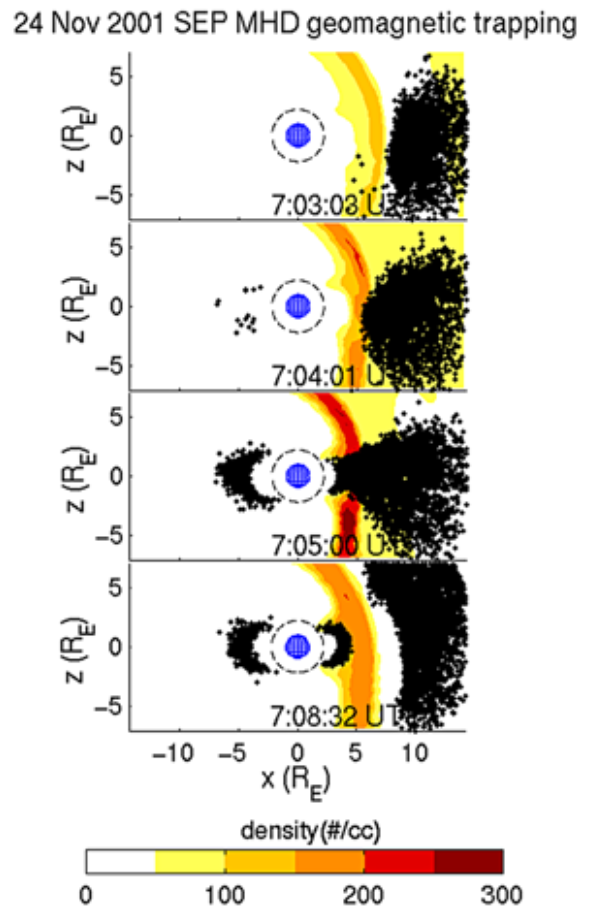 24 Nov 2001 SEP MHD geomagnetic trapping
z (R_E)
5
0
−5
7:03:03 U
z (R_E)
5
0
−5
7:04:01 U
z (R_E)
5
0
−5
7:05:00 U
z (R_E)
5
0
−5
7:08:32 UT
−10 −5 0 5 10
x (R_E)
density(#/cc)
0 100 200 300